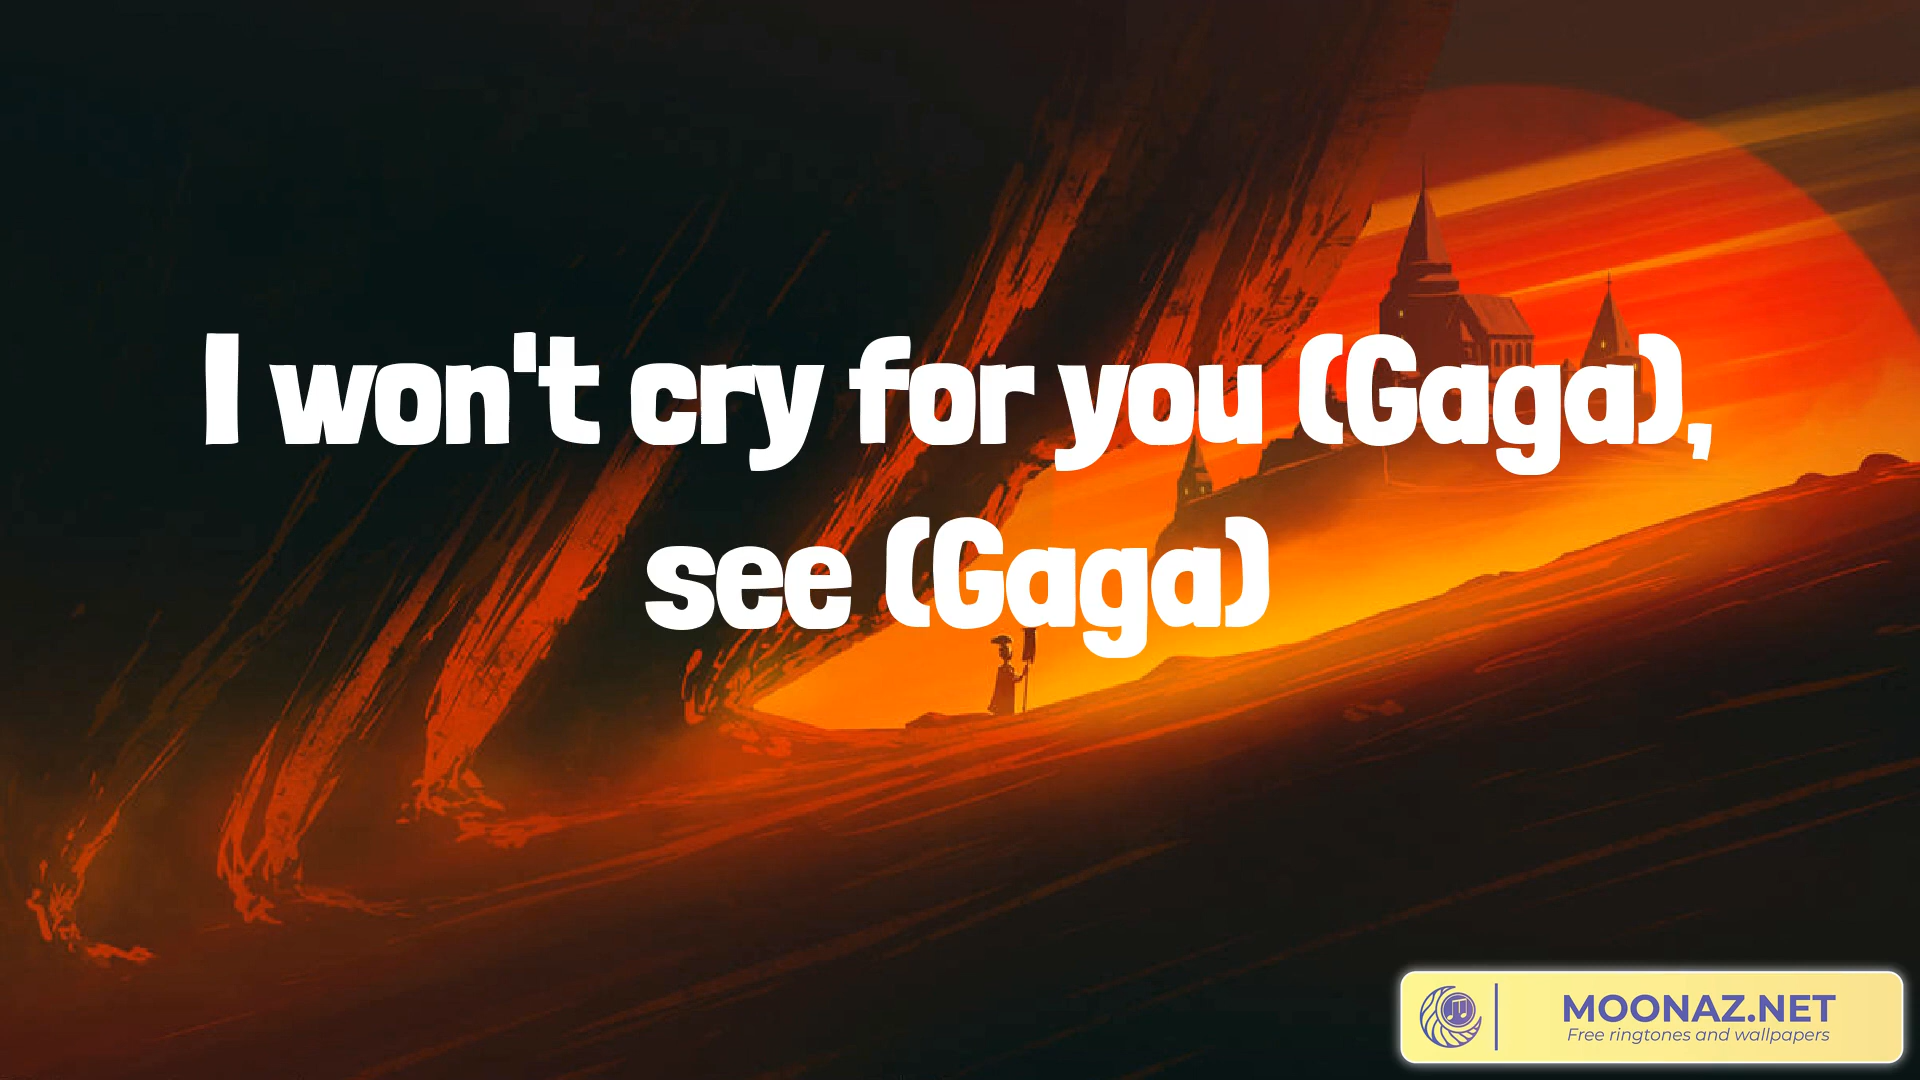 I won't cry for you (Gaga),
see (Gaga)
MOONAZ.NET
Free ringtones and wallpapers